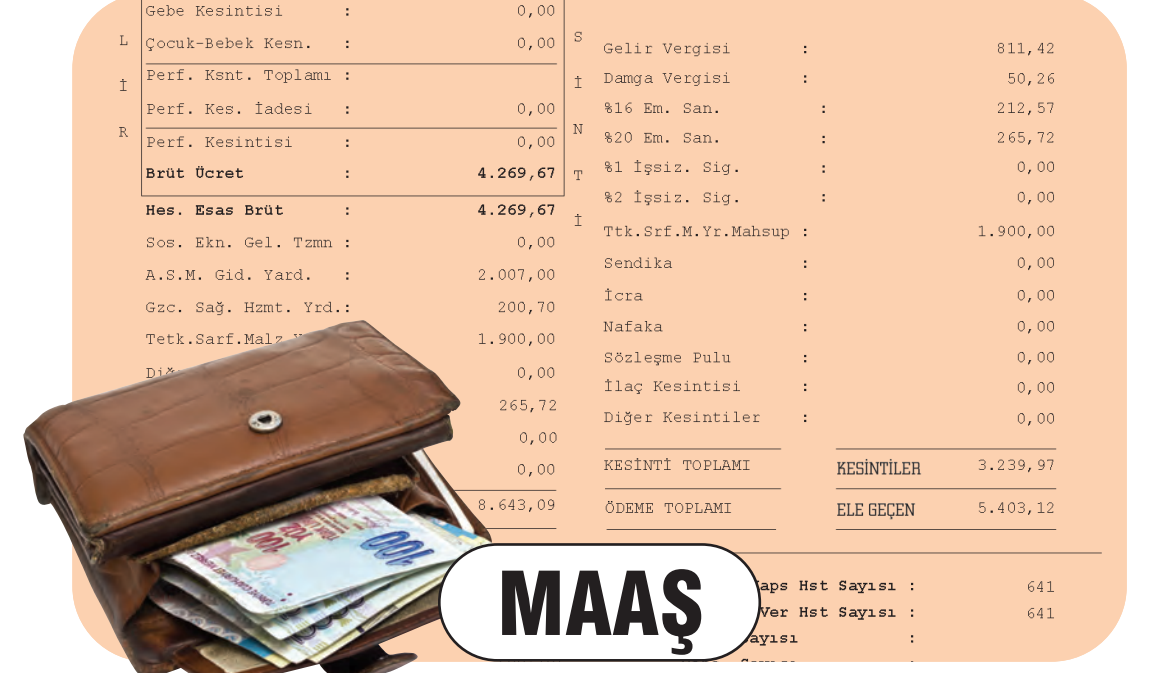 L
İ
R
Gebe Kesintisi : 0,00
Çocuk-Bebek Kesn. : 0,00
Perf. Ksnt. Toplamı :
Perf. Kes. İadesi : 0,00
Perf. Kesintisi : 0,00
Brüt Ücret : 4.269,67
Hes. Esas Brüt : 4.269,67
Sos. Ekn. Gel. Tzmn : 0,00
A.S.M. Gid. Yard. : 2.007,00
Gzc. Sağ. Hzmt. Yrd.: 200,70
Tetk.Sarf.Malz 1.900,00
0,00
265,72
0,00
0,00
8.643,09
S
İ
N
T
İ
Gelir Vergisi : 811,42
Damga Vergisi : 50,26
%16 Em. San. : 212,57
%20 Em. San. : 265,72
%1 İşsiz. Sig. : 0,00
%2 İşsiz. Sig. : 0,00
Ttk.Srf.M.Yr.Mahsup : 1.900,00
Sendika : 0,00
İcra : 0,00
Nafaka : 0,00
Sözleşme Pulu : 0,00
İlaç Kesintisi : 0,00
Diğer Kesintiler : 0,00
KESİNTİ TOPLAMI KESİNTİLER 3.239,97
ÖDEME TOPLAMI ELE GEÇEN 5.403,12
Hst Sayısı : 641
Ver Hst Sayısı : 641
:
100
YÜZ
100
MAAŞ